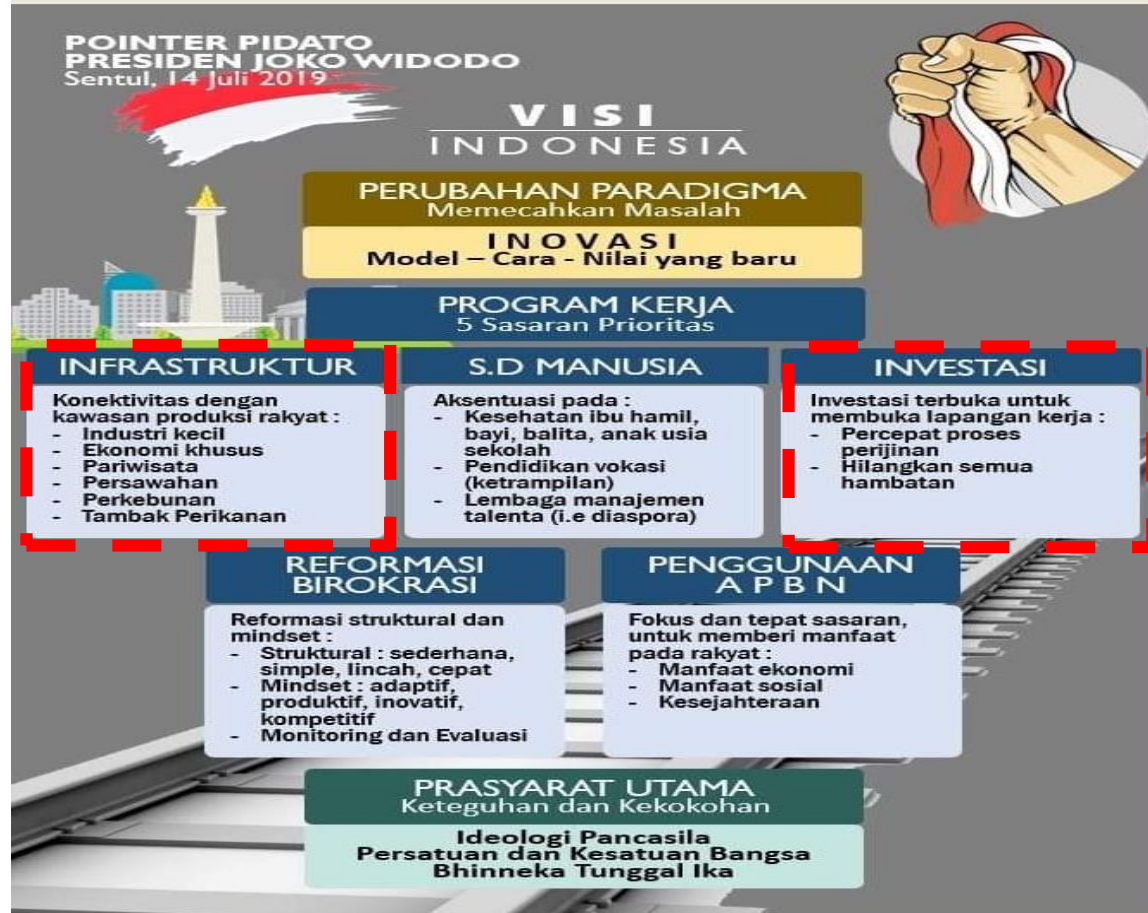 POINTER PIDATO
PRESIDEN JOKO WIDODO
Sentul, 14 Juli 2019
VISI
INDONESIA
PERUBAHAN PARADIGMA
Memecahkan Masalah
INOVASI
Model – Cara - Nilai yang baru
PROGRAM KERJA
5 Sasaran Prioritas
INFRASTRUKTUR
Konektivitas dengan
kawasan produksi rakyat :
- Industri kecil
- Ekonomi khusus
- Pariwisata
- Persawahan
- Perkebunan
- Tambak Perikanan
S.D MANUSIA
Aksentuasi pada :
- Kesehatan ibu hamil,
bayi, balita, anak usia
sekolah
- Pendidikan vokasi
(ketrampilan)
- Lembaga manajemen
talenta (i.e diaspora)
INVESTASI
Investasi terbuka untuk
membuka lapangan kerja :
- Percepat proses
perijinan
- Hilangkan semua
hambatan
REFORMASI
BIROKRASI
Reformasi struktural dan
mindset :
- Struktural : sederhana,
simple, lincah, cepat
- Mindset : adaptif,
produktif, inovatif,
kompetitif
- Monitoring dan Evaluasi
PENGGUNAAN
A P B N
Fokus dan tepat sasaran,
untuk memberi manfaat
pada rakyat :
- Manfaat ekonomi
- Manfaat sosial
- Kesejahteraan
PRASYARAT UTAMA
Keteguhan dan Kekokohan
Ideologi Pancasila
Persatuan dan Kesatuan Bangsa
Bhinneka Tunggal Ika